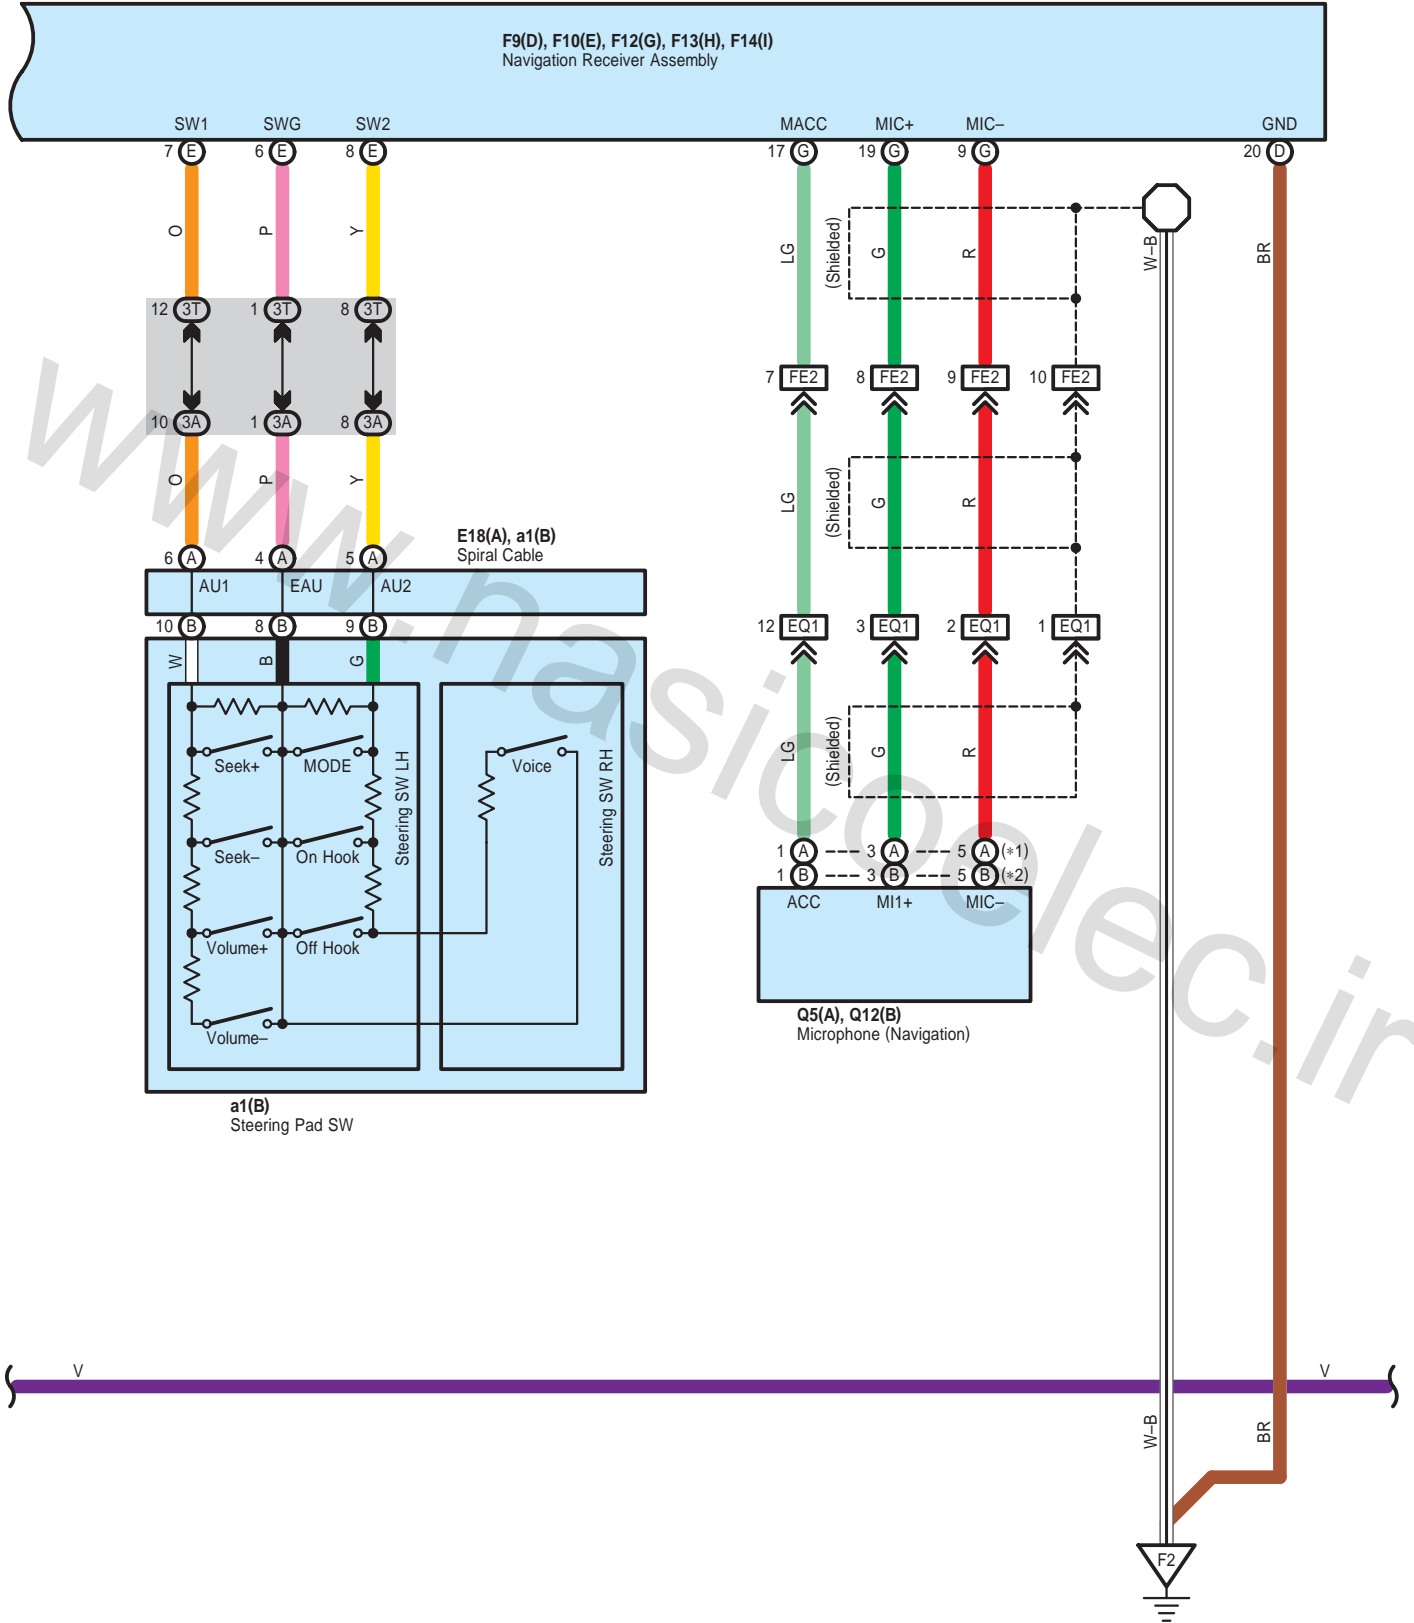 F9(D), F10(E), F12(G), F13(H), F14(I)
Navigation Receiver Assembly
SW1 SWG SW2 MACC MIC+ MIC– GND
7 E 6 E 8 E 17 G 19 G 9 G 20 D
O P Y LG (Shielded) G R W–B BR
12 3T 1 3T 8 3T
7 FE2 8 FE2 9 FE2 10 FE2
10 3A 1 3A 8 3A
O P Y LG (Shielded) G R
E18(A), a1(B)
Spiral Cable
6 A 4 A 5 A
AU1 EAU AU2
10 B 8 B 9 B
12 EQ1 3 EQ1 2 EQ1 1 EQ1
W B G
LG (Shielded) G R
Seek+ MODE Voice
Steering SW LH
Steering SW RH
Seek– On Hook
Volume+ Off Hook
Volume–
1 A 3 A 5 A (*1)
1 B 3 B 5 B (*2)
ACC MI1+ MIC–
Q5(A), Q12(B)
Microphone (Navigation)
a1(B)
Steering Pad SW
V V
W–B BR
F2
www.nasicoelec.ir